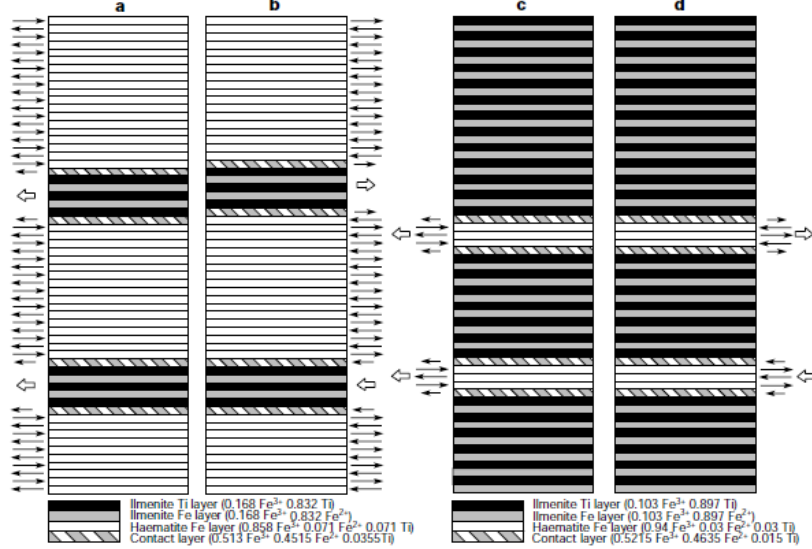 a b c d
Ilmenite Ti layer (0.168 Fe³⁺ 0.832 Ti)
Ilmenite Fe layer (0.168 Fe³⁺ 0.832 Fe²⁺)
Haematite Fe layer (0.858 Fe³⁺ 0.071 Fe²⁺ 0.071 Ti)
Contact layer (0.513 Fe³⁺ 0.4515 Fe²⁺ 0.0355Ti)
Ilmenite Ti layer (0.103 Fe³⁺ 0.897 Ti)
Ilmenite Fe layer (0.103 Fe³⁺ 0.897 Fe²⁺)
Haematite Fe layer (0.94 Fe³⁺ 0.03 Fe²⁺ 0.03 Ti)
Contact layer (0.5215 Fe³⁺ 0.4635 Fe²⁺ 0.015 Ti)